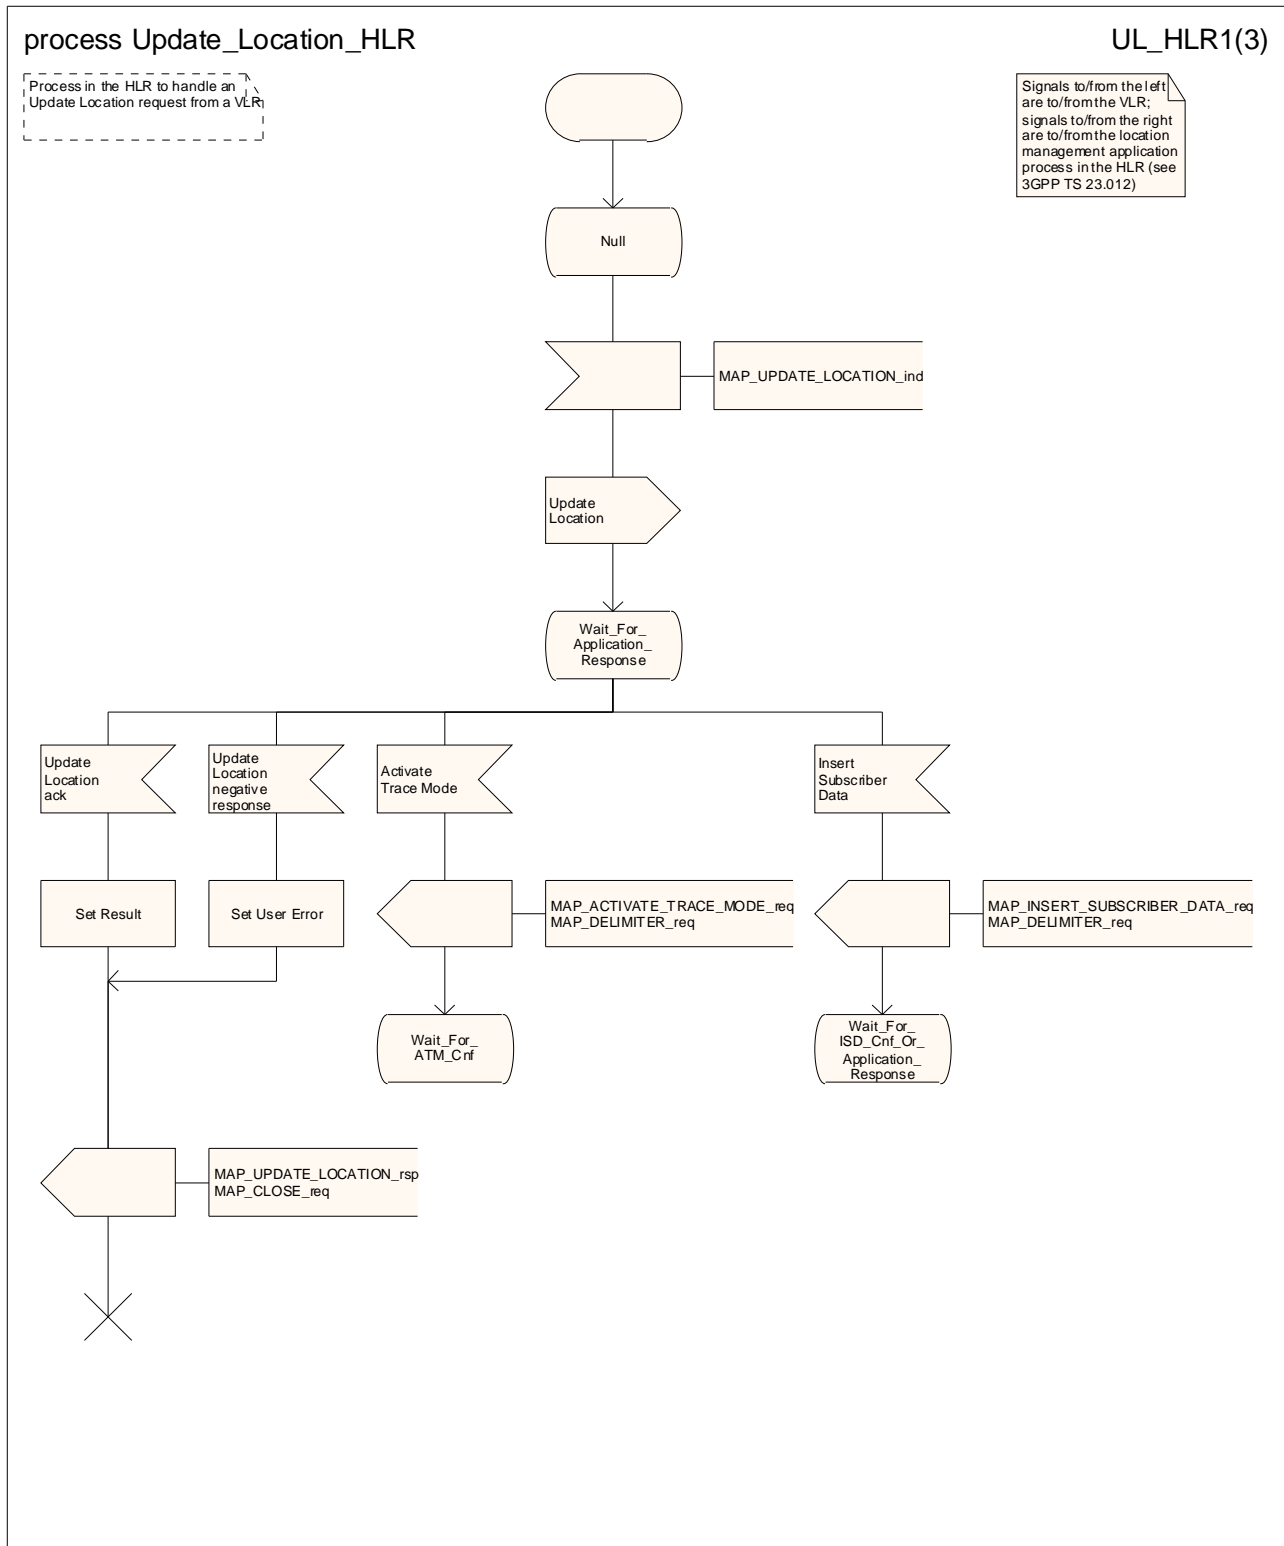 process Update_Location_HLR
UL_HLR1(3)
Process in the HLR to handle an
Update Location request from a VLR
Signals to/from the left
are to/from the VLR;
signals to/from the right
are to/from the location
management application
process in the HLR (see
3GPP TS 23.012)
Null
MAP_UPDATE_LOCATION_ind
Update
Location
Wait_For_
Application_
Response
Update
Location
ack
Update
Location
negative
response
Activate
Trace Mode
Insert
Subscriber
Data
Set Result
Set User Error
MAP_ACTIVATE_TRACE_MODE_req
MAP_DELIMITER_req
MAP_INSERT_SUBSCRIBER_DATA_req
MAP_DELIMITER_req
Wait_For_
ATM_Cnf
Wait_For_
ISD_Cnf_Or_
Application_
Response
MAP_UPDATE_LOCATION_rsp
MAP_CLOSE_req